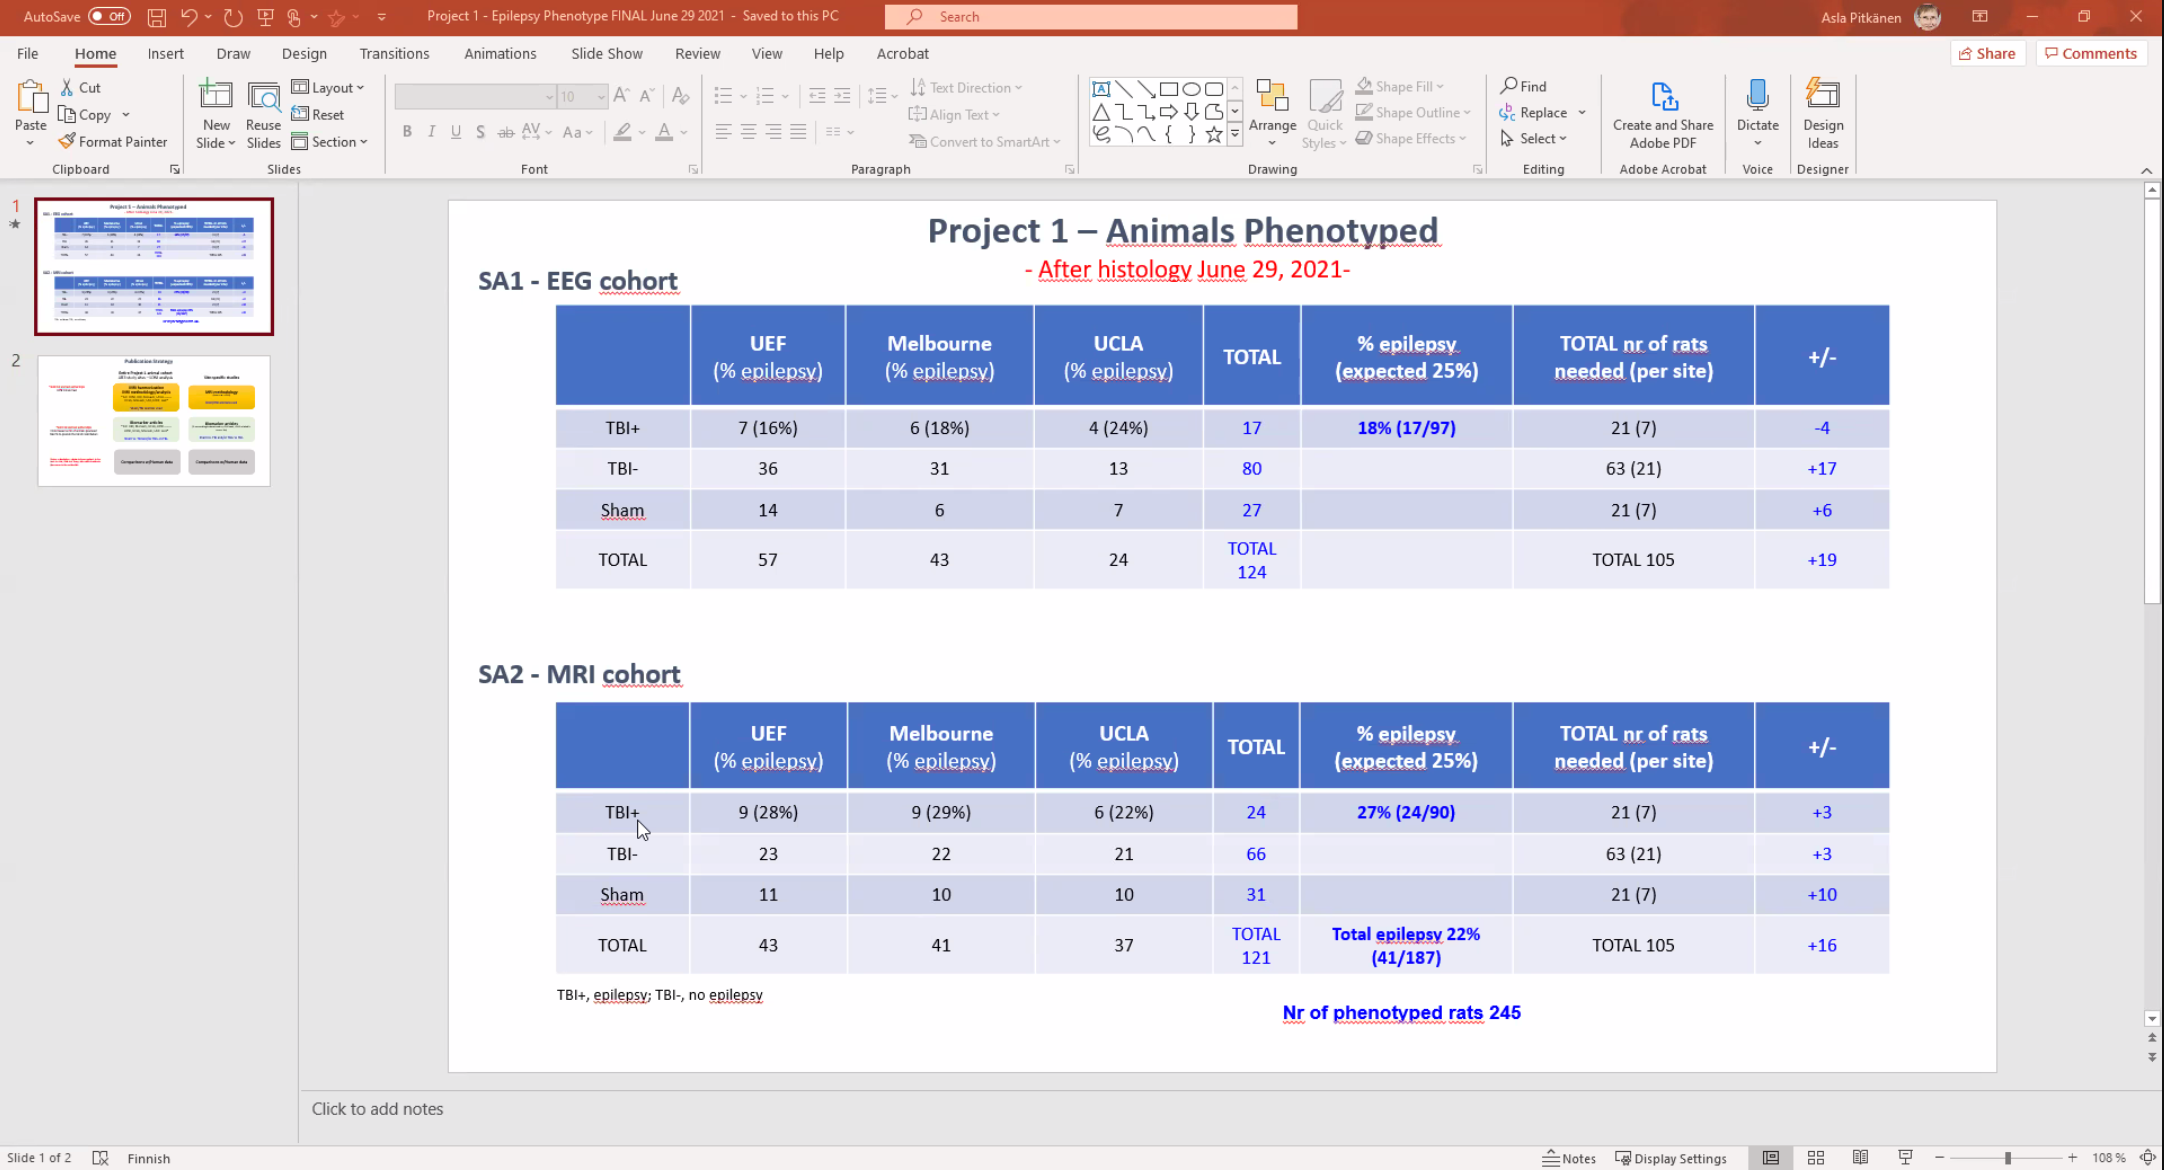 AutoSave Off
Project 1 - Epilepsy Phenotype FINAL June 29 2021 - Saved to this PC
Search
Asla Pitkänen
File Home Insert Draw Design Transitions Animations Slide Show Review View Help Acrobat
Share Comments
Paste
Cut
Copy
Format Painter
Clipboard
New Slide
Reuse Slides
Layout
Reset
Section
Slides
10
Font
Text Direction
Align Text
Convert to SmartArt
Paragraph
Arrange
Quick Styles
Shape Fill
Shape Outline
Shape Effects
Drawing
Find
Replace
Select
Editing
Create and Share Adobe PDF
Adobe Acrobat
Dictate
Voice
Design Ideas
Designer
1
2
Project 1 – Animals Phenotyped
- After histology June 29, 2021-
SA1 - EEG cohort
UEF (% epilepsy) Melbourne (% epilepsy) UCLA (% epilepsy) TOTAL % epilepsy (expected 25%) TOTAL nr of rats needed (per site) +/-
TBI+ 7 (16%) 6 (18%) 4 (24%) 17 18% (17/97) 21 (7) -4
TBI- 36 31 13 80 63 (21) +17
Sham 14 6 7 27 21 (7) +6
TOTAL 57 43 24 TOTAL 124 TOTAL 105 +19
SA2 - MRI cohort
UEF (% epilepsy) Melbourne (% epilepsy) UCLA (% epilepsy) TOTAL % epilepsy (expected 25%) TOTAL nr of rats needed (per site) +/-
TBI+ 9 (28%) 9 (29%) 6 (22%) 24 27% (24/90) 21 (7) +3
TBI- 23 22 21 66 63 (21) +3
Sham 11 10 10 31 21 (7) +10
TOTAL 43 41 37 TOTAL 121 Total epilepsy 22% (41/187) TOTAL 105 +16
TBI+, epilepsy; TBI-, no epilepsy
Nr of phenotyped rats 245
Click to add notes
Slide 1 of 2 Finnish
Notes Display Settings 108 %